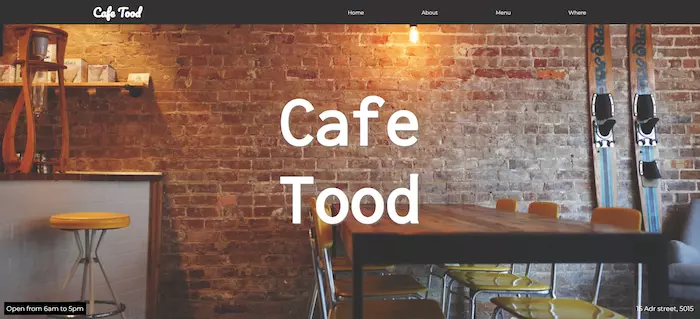 Cafe Tood
Home
About
Menu
Where
Cafe
Tood
Open from 6am to 5pm
15 Adr street, 5015